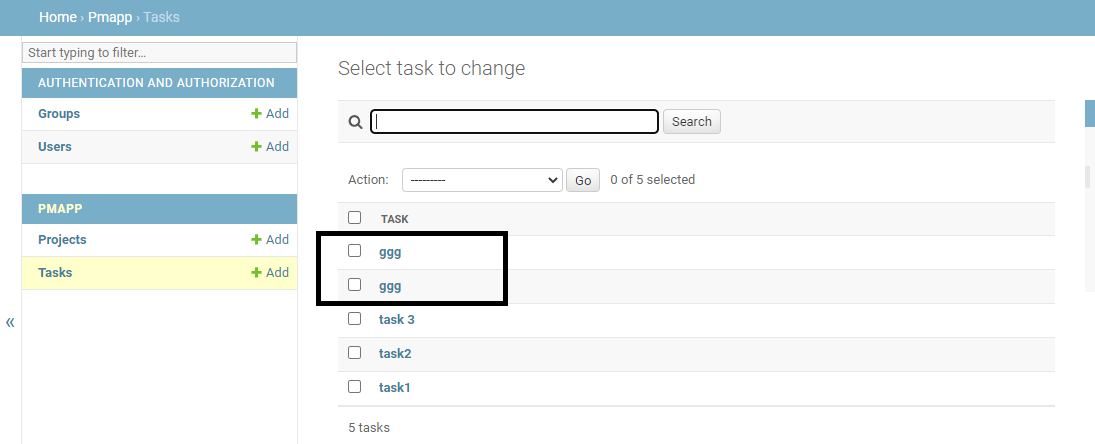 Home › Pmapp › Tasks
Start typing to filter...
AUTHENTICATION AND AUTHORIZATION
Groups + Add
Users + Add
PMAPP
Projects + Add
Tasks + Add
«
Select task to change
Search
Action: --------- Go 0 of 5 selected
TASK
ggg
ggg
task 3
task2
task1
5 tasks